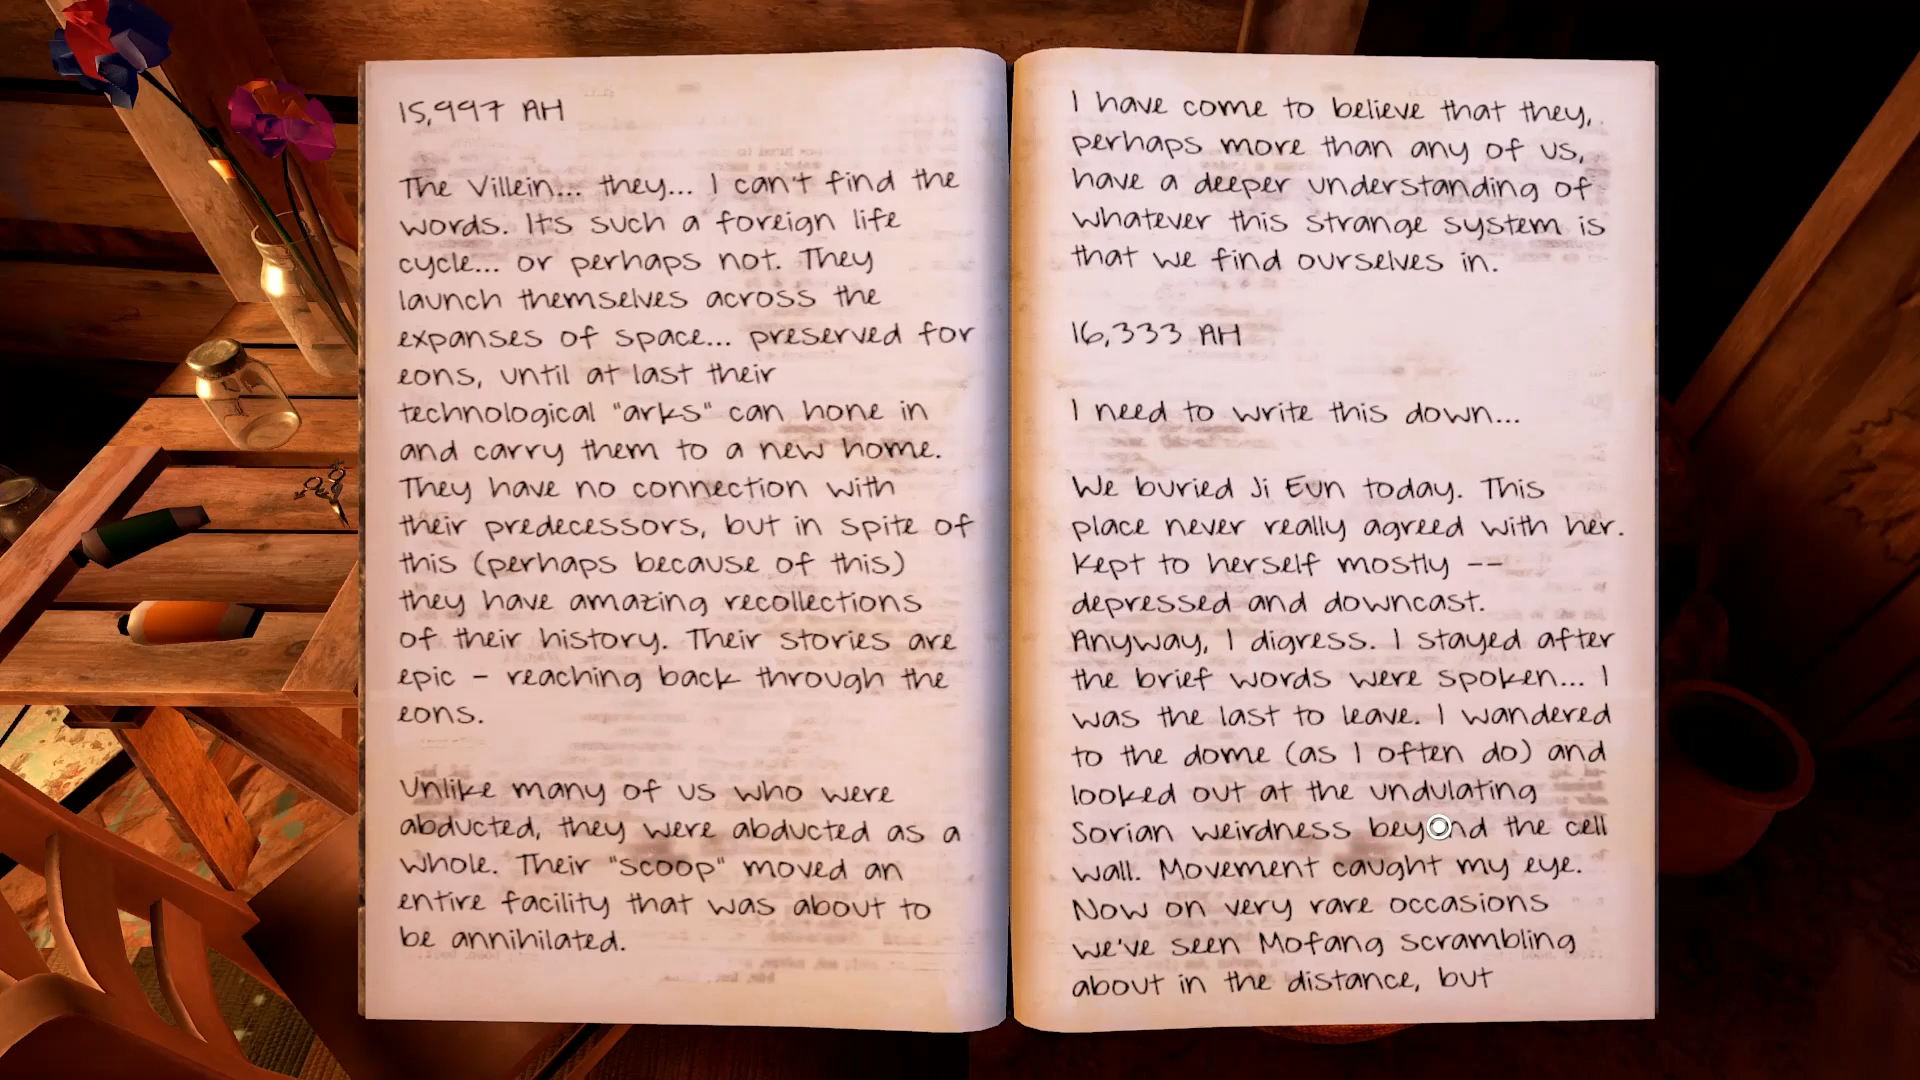 15,997 AH
The Villein... they... I can't find the
words. It's such a foreign life
cycle... or perhaps not. They
launch themselves across the
expanses of space... preserved for
eons, until at last their
technological "arks" can hone in
and carry them to a new home.
They have no connection with
their predecessors, but in spite of
this (perhaps because of this)
they have amazing recollections
of their history. Their stories are
epic - reaching back through the
eons.
Unlike many of us who were
abducted, they were abducted as a
whole. Their "scoop" moved an
entire facility that was about to
be annihilated.
I have come to believe that they,
perhaps more than any of us,
have a deeper understanding of
whatever this strange system is
that we find ourselves in.
16,333 AH
I need to write this down...
We buried Ji Eun today. This
place never really agreed with her.
Kept to herself mostly --
depressed and downcast.
Anyway, I digress. I stayed after
the brief words were spoken... I
was the last to leave. I wandered
to the dome (as I often do) and
looked out at the undulating
Sorian weirdness beyond the cell
wall. Movement caught my eye.
Now on very rare occasions
we've seen Mofang scrambling
about in the distance, but